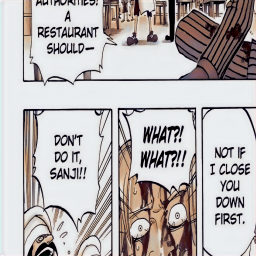 AUTHORITIES!
A
RESTAURANT
SHOULD—
NOT IF
I CLOSE
YOU
DOWN
FIRST.
WHAT?!
WHAT?!!
DON'T
DO IT,
SANJI!!